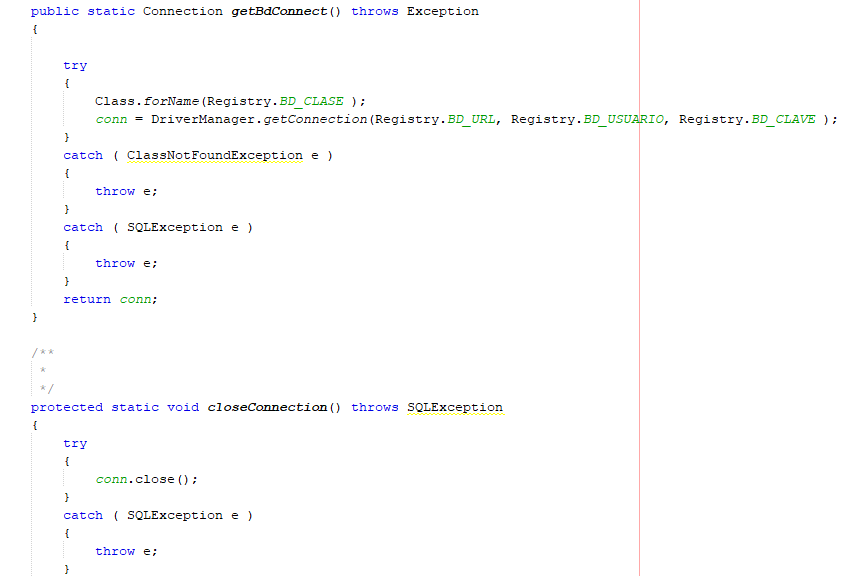 public static Connection getBdConnect() throws Exception
{
try
{
Class.forName(Registry.BD_CLASE );
conn = DriverManager.getConnection(Registry.BD_URL, Registry.BD_USUARIO, Registry.BD_CLAVE );
}
catch ( ClassNotFoundException e )
{
throw e;
}
catch ( SQLException e )
{
throw e;
}
return conn;
}
/**
*
*/
protected static void closeConnection() throws SQLException
{
try
{
conn.close();
}
catch ( SQLException e )
{
throw e;
}